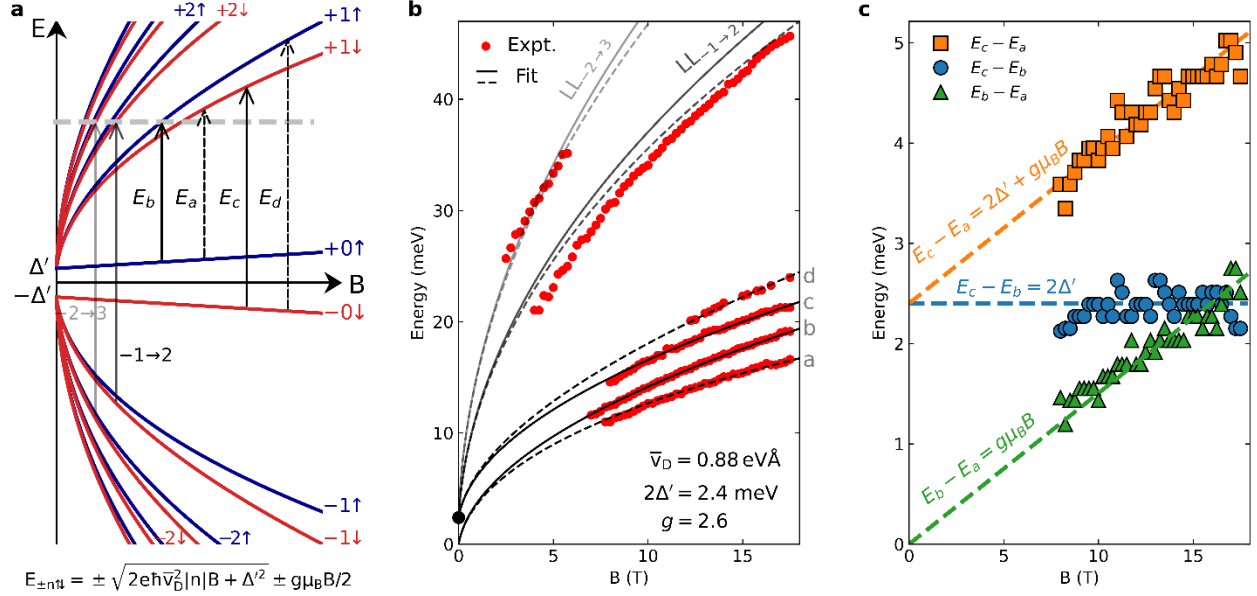 a
E
+2↑
+2↓
+1↑
+1↓
E_b
E_a
E_c
E_d
Δ′
+0↑
B
−Δ′
−0↓
−2→3
−1→2
−1↑
−1↓
−2↓
−2↑
E_{±n⇅} = ± √(2eħv̄_D²|n|B + Δ′²) ± gμ_BB/2
b
Expt.
Fit
LL_{−2→3}
LL_{−1→2}
Energy (meV)
40
30
20
10
0
d
c
b
a
v̄_D = 0.88 eVÅ
2Δ′ = 2.4 meV
g = 2.6
0
5
10
15
B (T)
c
E_c − E_a
E_c − E_b
E_b − E_a
Energy (meV)
5
4
3
2
1
0
E_c − E_a = 2Δ′ + gμ_BB
E_c − E_b = 2Δ′
E_b − E_a = gμ_BB
0
5
10
15
B (T)